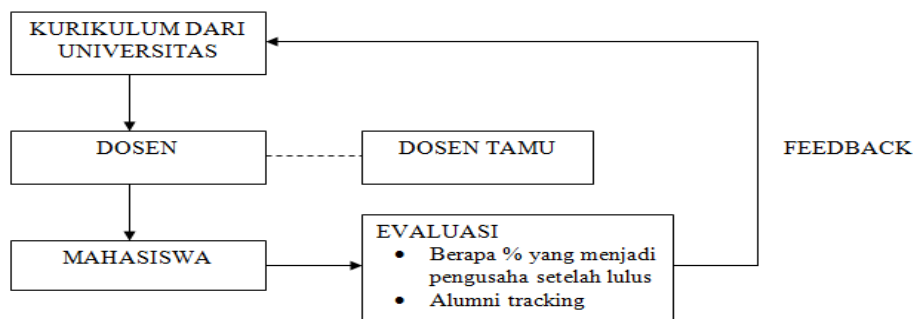 KURIKULUM DARI
UNIVERSITAS
DOSEN
DOSEN TAMU
FEEDBACK
MAHASISWA
EVALUASI
• Berapa % yang menjadi
pengusaha setelah lulus
• Alumni tracking